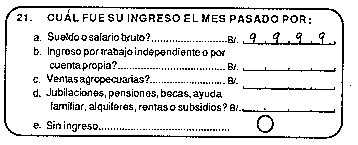 21. CUÁL FUE SU INGRESO EL MES PASADO POR:
a. Sueldo o salario bruto?............................B/. 9 9 9 9
b. Ingreso por trabajo independiente o por
cuenta propia?....................................B/.
c. Ventas agropecuarias?............................B/.
d. Jubilaciones, pensiones, becas, ayuda
familiar, alquileres, rentas o subsidios? B/.
e. Sin ingreso........................................